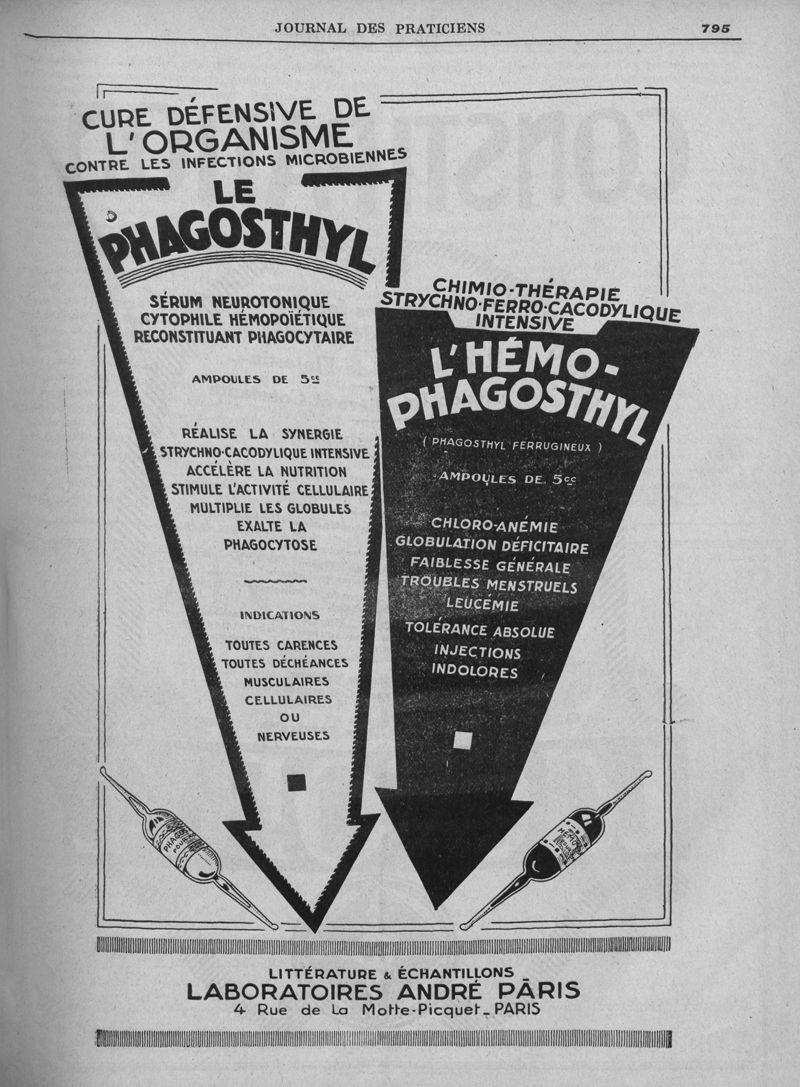 JOURNAL DES PRATICIENS
795
CURE DÉFENSIVE DE
L'ORGANISME
CONTRE LES INFECTIONS MICROBIENNES
LE
PHAGOSTHYL
SÉRUM NEUROTONIQUE
CYTOPHILE HÉMOPOÏÉTIQUE
RECONSTITUANT PHAGOCYTAIRE
AMPOULES DE 5cc
RÉALISE LA SYNERGIE
STRYCHNO-CACODYLIQUE INTENSIVE
ACCÉLÈRE LA NUTRITION
STIMULE L'ACTIVITÉ CELLULAIRE
MULTIPLIE LES GLOBULES
EXALTE LA
PHAGOCYTOSE
INDICATIONS
TOUTES CARENCES
TOUTES DÉCHÉANCES
MUSCULAIRES
CELLULAIRES
OU
NERVEUSES
CHIMIO-THÉRAPIE
STRYCHNO-FERRO-CACODYLIQUE
INTENSIVE
L'HÉMO-
PHAGOSTHYL
(PHAGOSTHYL FERRUGINEUX)
AMPOULES DE 5cc
CHLORO-ANÉMIE
GLOBULATION DÉFICITAIRE
FAIBLESSE GÉNÉRALE
TROUBLES MENSTRUELS
LEUCÉMIE
TOLÉRANCE ABSOLUE
INJECTIONS
INDOLORES
LITTÉRATURE & ÉCHANTILLONS
LABORATOIRES ANDRÉ PÂRIS
4 Rue de La Motte-Picquet_PARIS